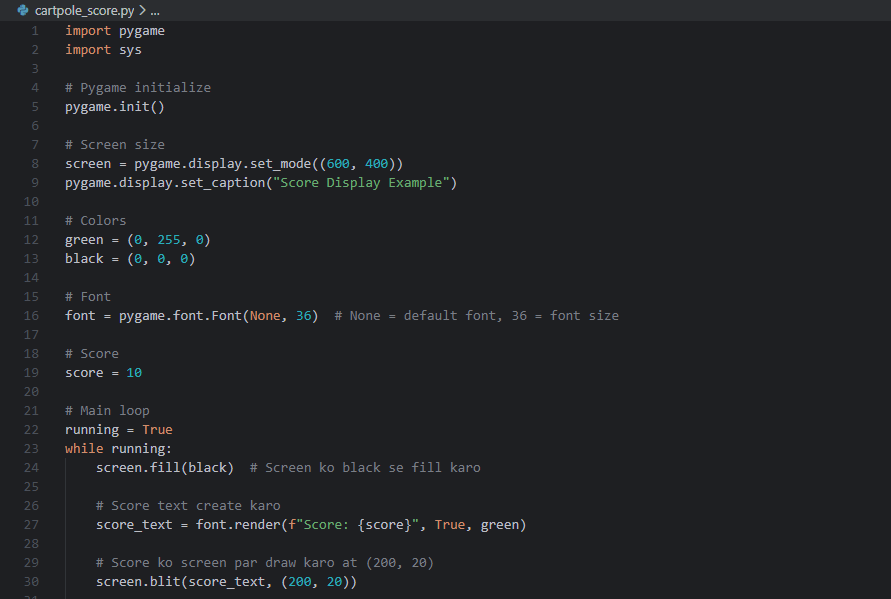 cartpole_score.py > ...
1 import pygame
2 import sys
3
4 # Pygame initialize
5 pygame.init()
6
7 # Screen size
8 screen = pygame.display.set_mode((600, 400))
9 pygame.display.set_caption("Score Display Example")
10
11 # Colors
12 green = (0, 255, 0)
13 black = (0, 0, 0)
14
15 # Font
16 font = pygame.font.Font(None, 36)  # None = default font, 36 = font size
17
18 # Score
19 score = 10
20
21 # Main loop
22 running = True
23 while running:
24     screen.fill(black)  # Screen ko black se fill karo
25
26     # Score text create karo
27     score_text = font.render(f"Score: {score}", True, green)
28
29     # Score ko screen par draw karo at (200, 20)
30     screen.blit(score_text, (200, 20))